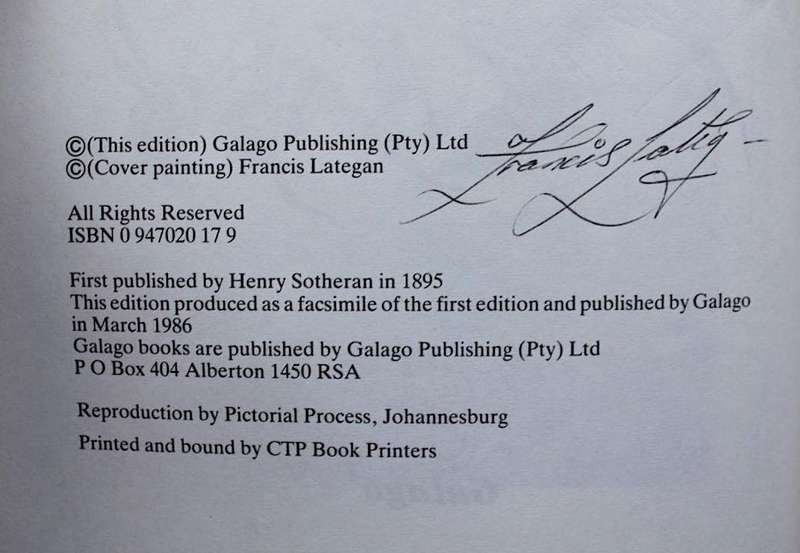 ©(This edition) Galago Publishing (Pty) Ltd
©(Cover painting) Francis Lategan
Francis
All Rights Reserved
ISBN 0 947020 17 9
First published by Henry Sotheran in 1895
This edition produced as a facsimile of the first edition and published by Galago
in March 1986
Galago books are published by Galago Publishing (Pty) Ltd
P O Box 404 Alberton 1450 RSA
Reproduction by Pictorial Process, Johannesburg
Printed and bound by CTP Book Printers